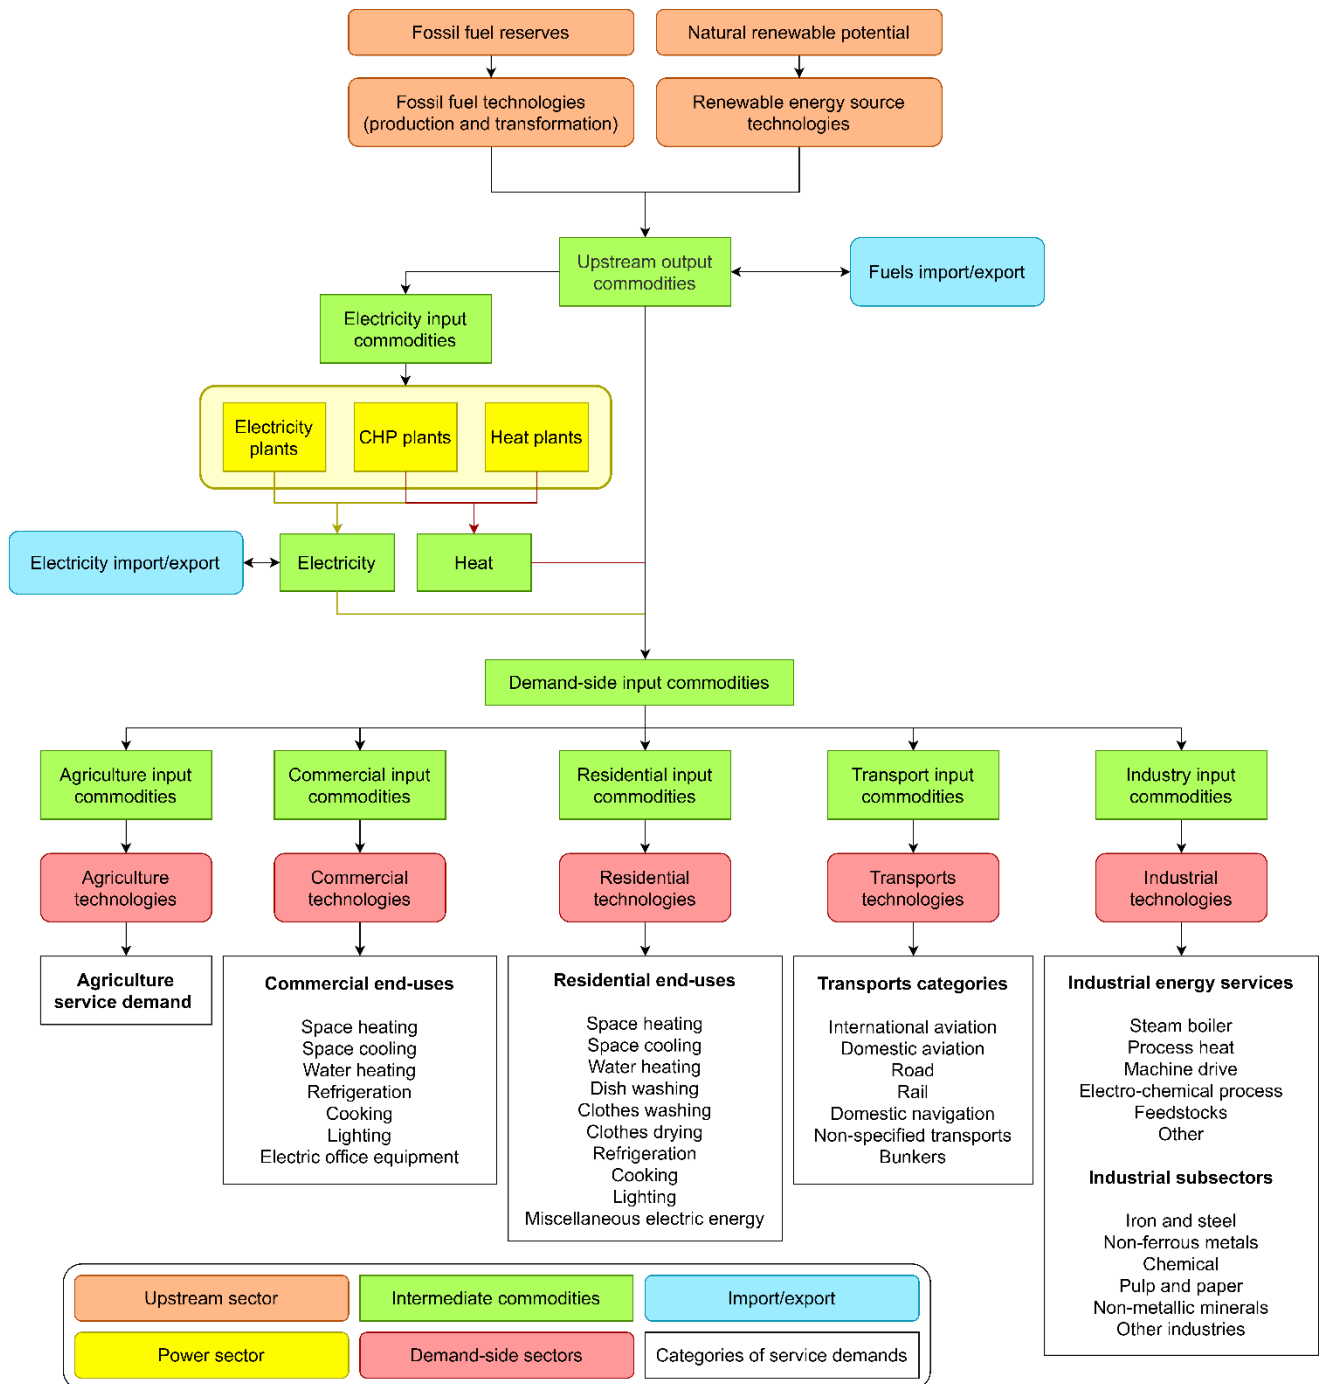 Fossil fuel reserves
Natural renewable potential
Fossil fuel technologies
(production and transformation)
Renewable energy source
technologies
Upstream output
commodities
Fuels import/export
Electricity input
commodities
Electricity
plants
CHP plants
Heat plants
Electricity import/export
Electricity
Heat
Demand-side input commodities
Agriculture input
commodities
Commercial input
commodities
Residential input
commodities
Transport input
commodities
Industry input
commodities
Agriculture
technologies
Commercial
technologies
Residential
technologies
Transports
technologies
Industrial
technologies
Agriculture
service demand
Commercial end-uses
Space heating
Space cooling
Water heating
Refrigeration
Cooking
Lighting
Electric office equipment
Residential end-uses
Space heating
Space cooling
Water heating
Dish washing
Clothes washing
Clothes drying
Refrigeration
Cooking
Lighting
Miscellaneous electric energy
Transports categories
International aviation
Domestic aviation
Road
Rail
Domestic navigation
Non-specified transports
Bunkers
Industrial energy services
Steam boiler
Process heat
Machine drive
Electro-chemical process
Feedstocks
Other
Industrial subsectors
Iron and steel
Non-ferrous metals
Chemical
Pulp and paper
Non-metallic minerals
Other industries
Upstream sector
Intermediate commodities
Import/export
Power sector
Demand-side sectors
Categories of service demands